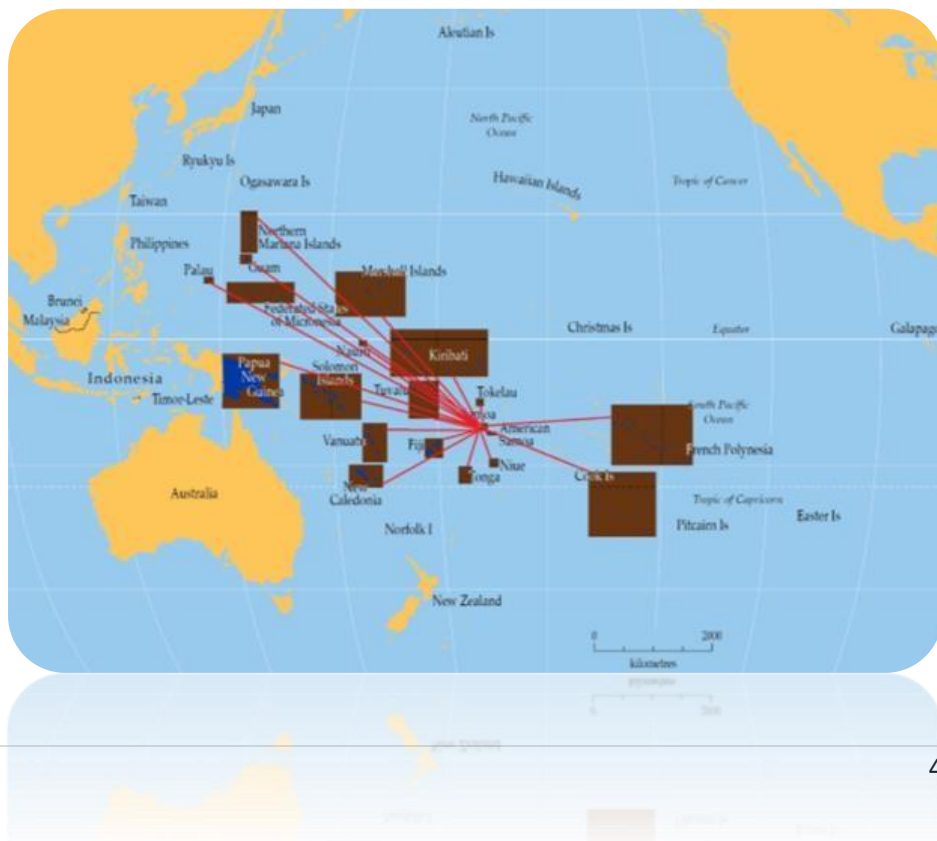 Aleutian Is
Japan
North Pacific
Ocean
Ryukyu Is
Ogasawara Is
Hawaiian Islands
Tropic of Cancer
Taiwan
Northern
Mariana Islands
Philippines
Guam
Palau
Marshall Islands
Federated States
of Micronesia
Brunei
Malaysia
Christmas Is
Equator
Galapag
Nauru
Kiribati
Papua
New
Guinea
Solomon
Islands
Indonesia
Tuvalu
Tokelau
Timor-Leste
South Pacific
Ocean
moa
American
Samoa
Vanuatu
Fiji
French Polynesia
Niue
Tonga
Cook Is
New
Caledonia
Australia
Tropic of Capricorn
Easter Is
Pitcairn Is
Norfolk I
New Zealand
0 2000
kilometres
4